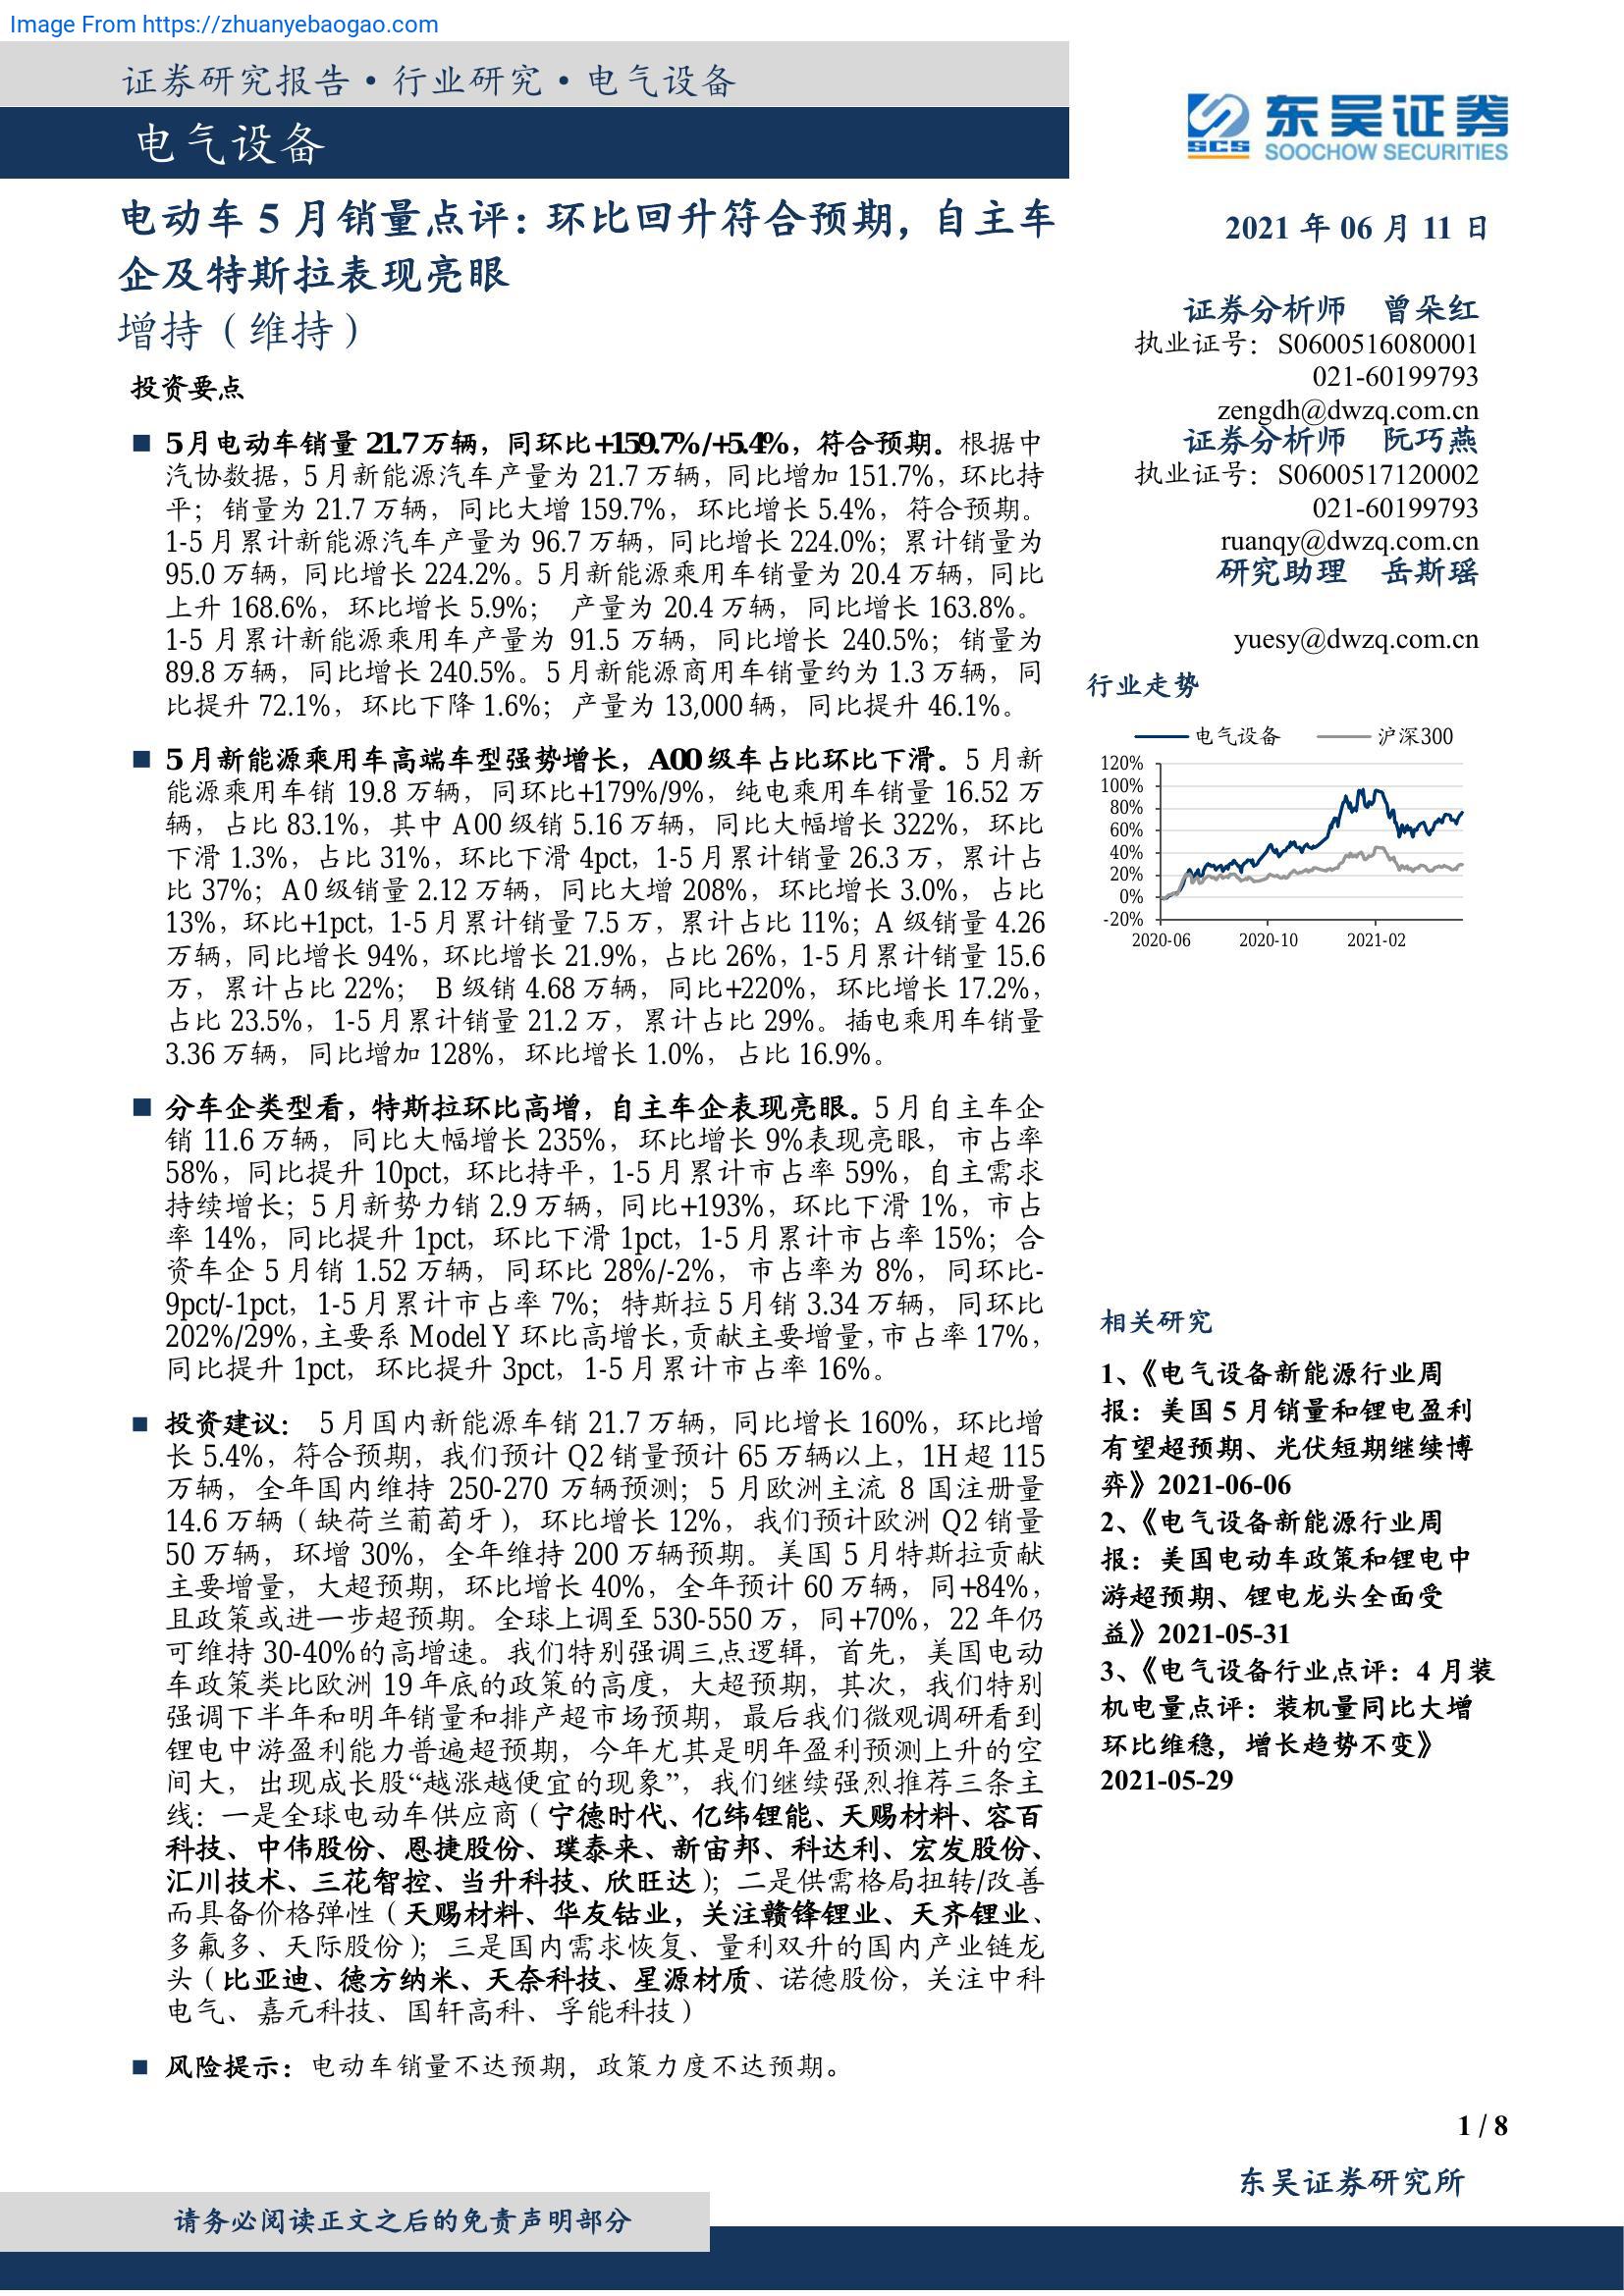 Image From https://zhuanyebaogao.com
证券研究报告·行业研究·电气设备
电气设备
东吴证券
SCS
SOOCHOW SECURITIES
电动车 5 月销量点评：环比回升符合预期，自主车
企及特斯拉表现亮眼
增持（维持）
投资要点
■ 5 月电动车销量 21.7 万辆，同环比+159.7%/+5.4%，符合预期。根据中
汽协数据，5 月新能源汽车产量为 21.7 万辆，同比增加 151.7%，环比持
平；销量为 21.7 万辆，同比大增 159.7%，环比增长 5.4%，符合预期。
1-5 月累计新能源汽车产量为 96.7 万辆，同比增长 224.0%；累计销量为
95.0 万辆，同比增长 224.2%。5 月新能源乘用车销量为 20.4 万辆，同比
上升 168.6%，环比增长 5.9%； 产量为 20.4 万辆，同比增长 163.8%。
1-5 月累计新能源乘用车产量为 91.5 万辆，同比增长 240.5%；销量为
89.8 万辆，同比增长 240.5%。5 月新能源商用车销量约为 1.3 万辆，同
比提升 72.1%，环比下降 1.6%；产量为 13,000 辆，同比提升 46.1%。
■ 5 月新能源乘用车高端车型强势增长，A00 级车占比环比下滑。5 月新
能源乘用车销 19.8 万辆，同环比+179%/9%，纯电乘用车销量 16.52 万
辆，占比 83.1%，其中 A00 级销 5.16 万辆，同比大幅增长 322%，环比
下滑 1.3%，占比 31%，环比下滑 4pct，1-5 月累计销量 26.3 万，累计占
比 37%；A0 级销量 2.12 万辆，同比大增 208%，环比增长 3.0%，占比
13%，环比+1pct，1-5 月累计销量 7.5 万，累计占比 11%；A 级销量 4.26
万辆，同比增长 94%，环比增长 21.9%，占比 26%，1-5 月累计销量 15.6
万，累计占比 22%； B 级销 4.68 万辆，同比+220%，环比增长 17.2%，
占比 23.5%，1-5 月累计销量 21.2 万，累计占比 29%。插电乘用车销量
3.36 万辆，同比增加 128%，环比增长 1.0%，占比 16.9%。
■ 分车企类型看，特斯拉环比高增，自主车企表现亮眼。5 月自主车企
销 11.6 万辆，同比大幅增长 235%，环比增长 9%表现亮眼，市占率
58%，同比提升 10pct，环比持平，1-5 月累计市占率 59%，自主需求
持续增长；5 月新势力销 2.9 万辆，同比+193%，环比下滑 1%，市占
率 14%，同比提升 1pct，环比下滑 1pct，1-5 月累计市占率 15%；合
资车企 5 月销 1.52 万辆，同环比 28%/-2%，市占率为 8%，同环比-
9pct/-1pct，1-5 月累计市占率 7%；特斯拉 5 月销 3.34 万辆，同环比
202%/29%，主要系 Model Y 环比高增长，贡献主要增量，市占率 17%，
同比提升 1pct，环比提升 3pct，1-5 月累计市占率 16%。
■ 投资建议： 5 月国内新能源车销 21.7 万辆，同比增长 160%，环比增
长 5.4%，符合预期，我们预计 Q2 销量预计 65 万辆以上，1H 超 115
万辆，全年国内维持 250-270 万辆预测；5 月欧洲主流 8 国注册量
14.6 万辆（缺荷兰葡萄牙），环比增长 12%，我们预计欧洲 Q2 销量
50 万辆，环增 30%，全年维持 200 万辆预期。美国 5 月特斯拉贡献
主要增量，大超预期，环比增长 40%，全年预计 60 万辆，同+84%，
且政策或进一步超预期。全球上调至 530-550 万，同+70%，22 年仍
可维持 30-40%的高增速。我们特别强调三点逻辑，首先，美国电动
车政策类比欧洲 19 年底的政策的高度，大超预期，其次，我们特别
强调下半年和明年销量和排产超市场预期，最后我们微观调研看到
锂电中游盈利能力普遍超预期，今年尤其是明年盈利预测上升的空
间大，出现成长股“越涨越便宜的现象”，我们继续强烈推荐三条主
线：一是全球电动车供应商（宁德时代、亿纬锂能、天赐材料、容百
科技、中伟股份、恩捷股份、璞泰来、新宙邦、科达利、宏发股份、
汇川技术、三花智控、当升科技、欣旺达）；二是供需格局扭转/改善
而具备价格弹性（天赐材料、华友钴业，关注赣锋锂业、天齐锂业、
多氟多、天际股份）；三是国内需求恢复、量利双升的国内产业链龙
头（比亚迪、德方纳米、天奈科技、星源材质、诺德股份，关注中科
电气、嘉元科技、国轩高科、孚能科技）
■ 风险提示：电动车销量不达预期，政策力度不达预期。
2021 年 06 月 11 日
证券分析师 曾朵红
执业证号：S0600516080001
021-60199793
zengdh@dwzq.com.cn
证券分析师 阮巧燕
执业证号：S0600517120002
021-60199793
ruanqy@dwzq.com.cn
研究助理 岳斯瑶
yuesy@dwzq.com.cn
行业走势
电气设备 沪深300
120%
100%
80%
60%
40%
20%
0%
-20%
2020-06 2020-10 2021-02
相关研究
1、《电气设备新能源行业周
报：美国 5 月销量和锂电盈利
有望超预期、光伏短期继续博
弈》2021-06-06
2、《电气设备新能源行业周
报：美国电动车政策和锂电中
游超预期、锂电龙头全面受
益》2021-05-31
3、《电气设备行业点评：4 月装
机电量点评：装机量同比大增
环比维稳，增长趋势不变》
2021-05-29
1 / 8
东吴证券研究所
请务必阅读正文之后的免责声明部分